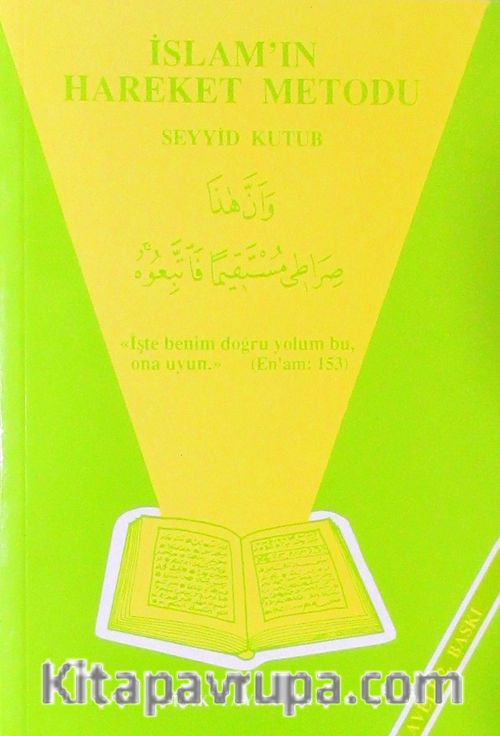 İSLAM'IN
HAREKET METODU
SEYYİD KUTUB
وَاَنَّ هٰذَا
صِرَاطِى مُسْتَقِيمًا فَاتَّبِعُوهُ
«İşte benim doğru yolum bu,
ona uyun.» (En'am: 153)
BASKI
Kitapavrupa.com